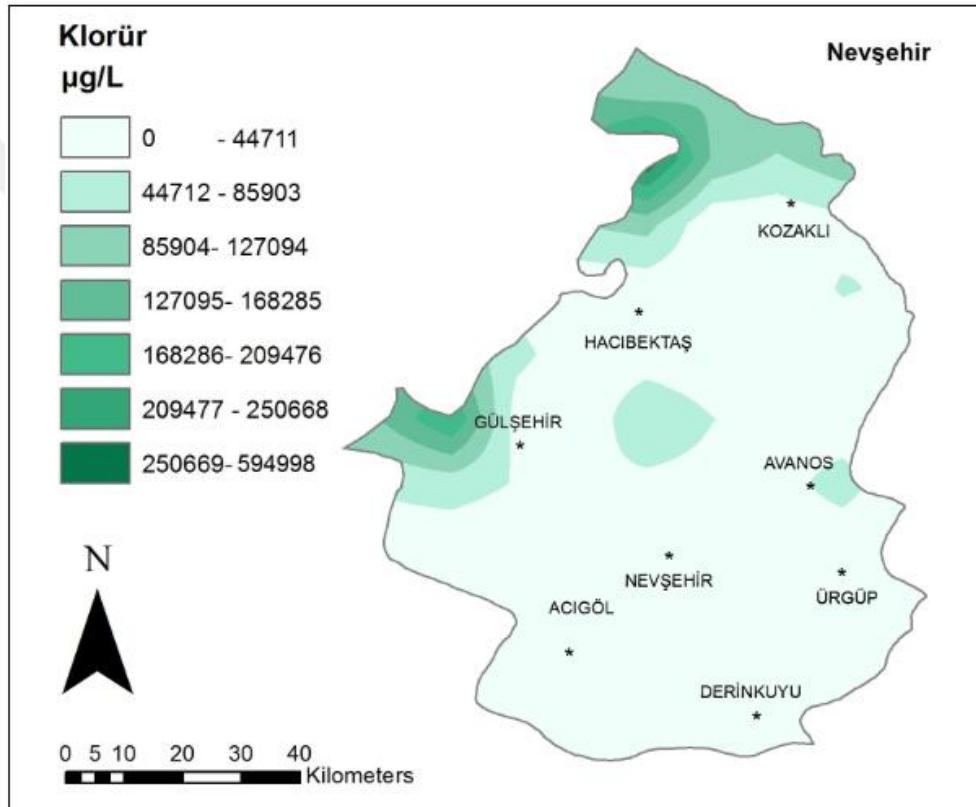 Klorür
µg/L
Nevşehir
0 - 44711
44712 - 85903
85904- 127094
127095- 168285
168286- 209476
209477 - 250668
250669- 594998
KOZAKLI
HACIBEKTAŞ
GÜLŞEHİR
AVANOS
NEVŞEHİR
ÜRGÜP
ACIGÖL
DERİNKUYU
N
0 5 10 20 30 40
Kilometers